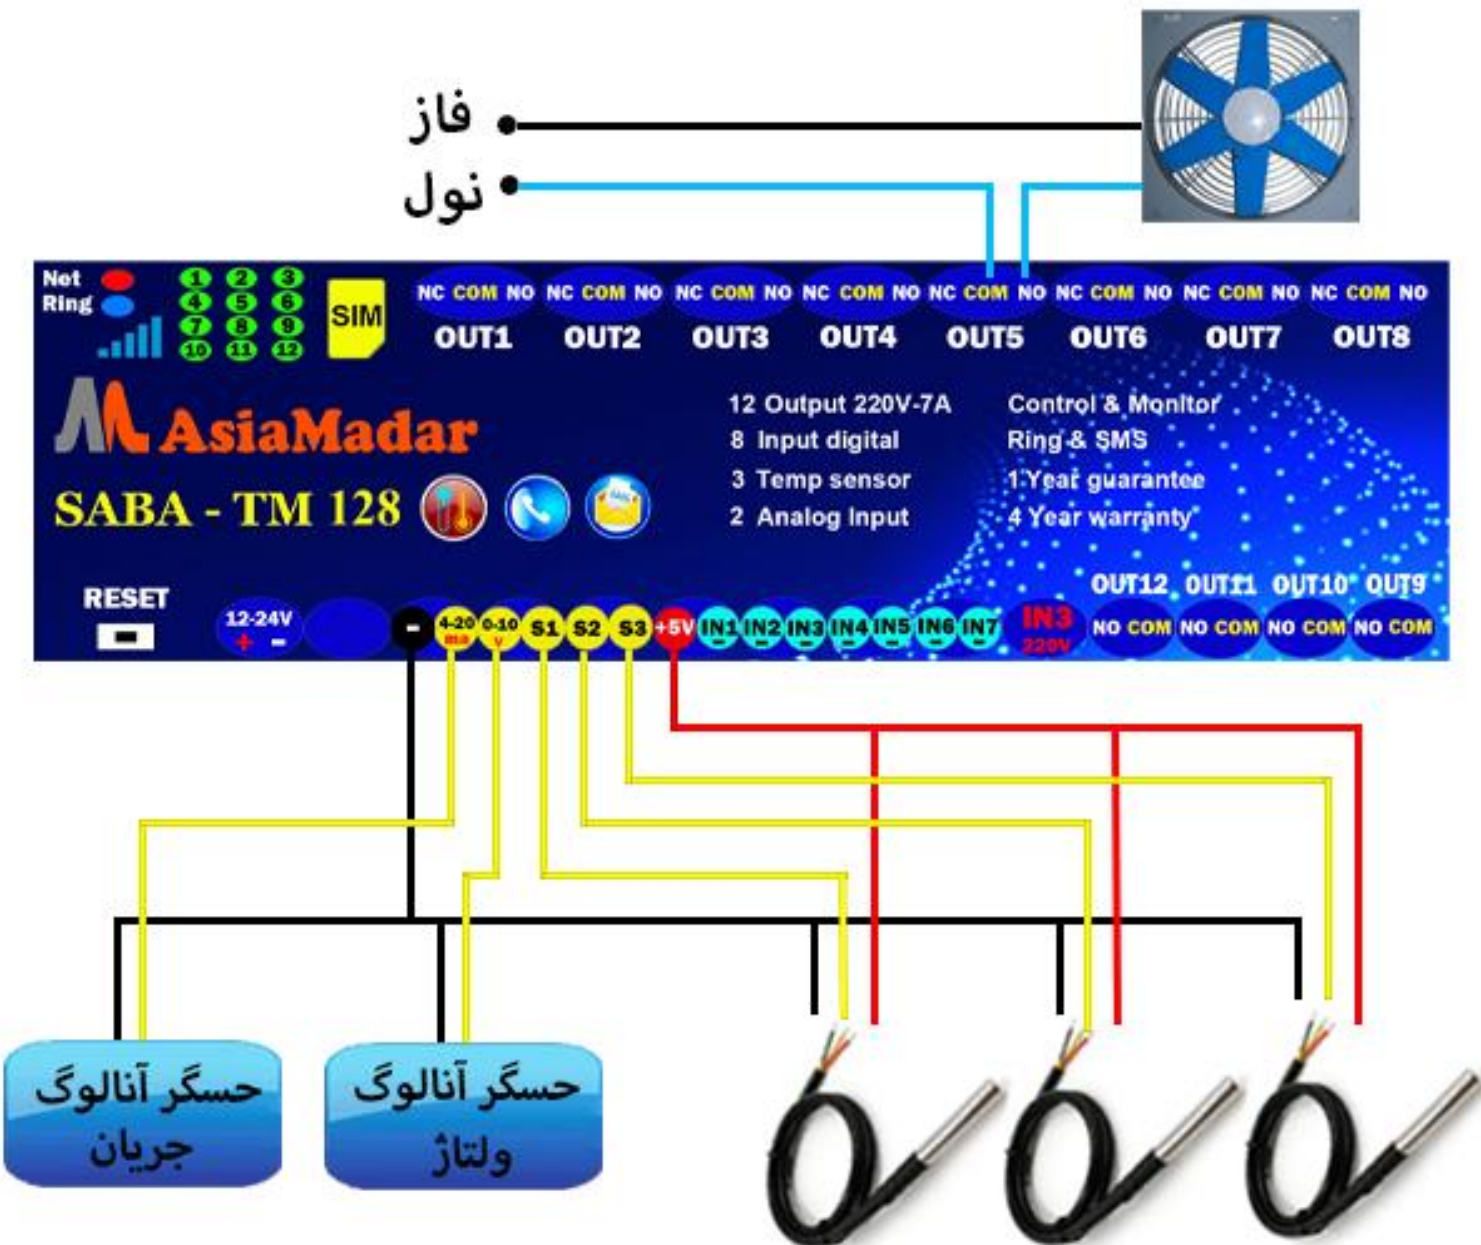 فاز
نول
Net
Ring
1 2 3
4 5 6
7 8 9
10 11 12
SIM
NC COM NO NC COM NO NC COM NO NC COM NO NC COM NO NC COM NO NC COM NO NC COM NO
OUT1 OUT2 OUT3 OUT4 OUT5 OUT6 OUT7 OUT8
AsiaMadar
SABA - TM 128
12 Output 220V-7A
8 Input digital
3 Temp sensor
2 Analog Input
Control & Monitor
Ring & SMS
1 Year guarantee
4 Year warranty
RESET
12-24V
+ -
-
4-20 ma
0-10 v
S1 S2 S3 +5V IN1 IN2 IN3 IN4 IN5 IN6 IN7
IN3
220V
OUT12 OUT11 OUT10 OUT9
NO COM NO COM NO COM NO COM
حسگر آنالوگ
جریان
حسگر آنالوگ
ولتاژ